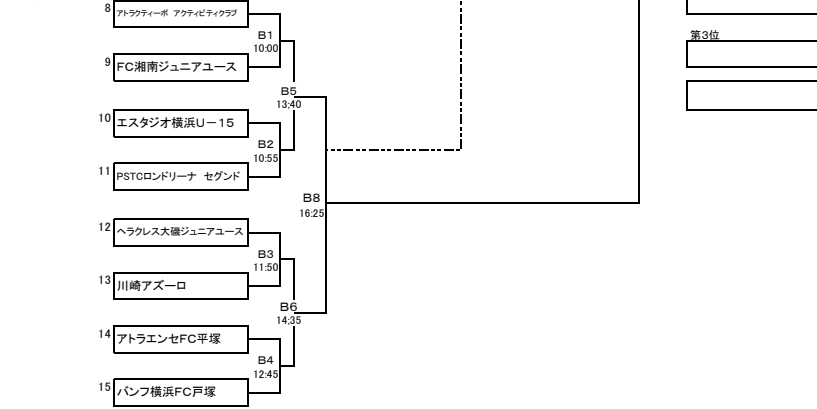 8 アトラクティーボ アクティビティクラブ
B1
10:00
第3位
9 FC湘南ジュニアユース
B5
13:40
10 エスタジオ横浜U－15
B2
10:55
11 PSTCロンドリーナ セグンド
B8
16:25
12 ヘラクレス大磯ジュニアユース
B3
11:50
13 川崎アズーロ
B6
14:35
14 アトラエンセFC平塚
B4
12:45
15 バンフ横浜FC戸塚